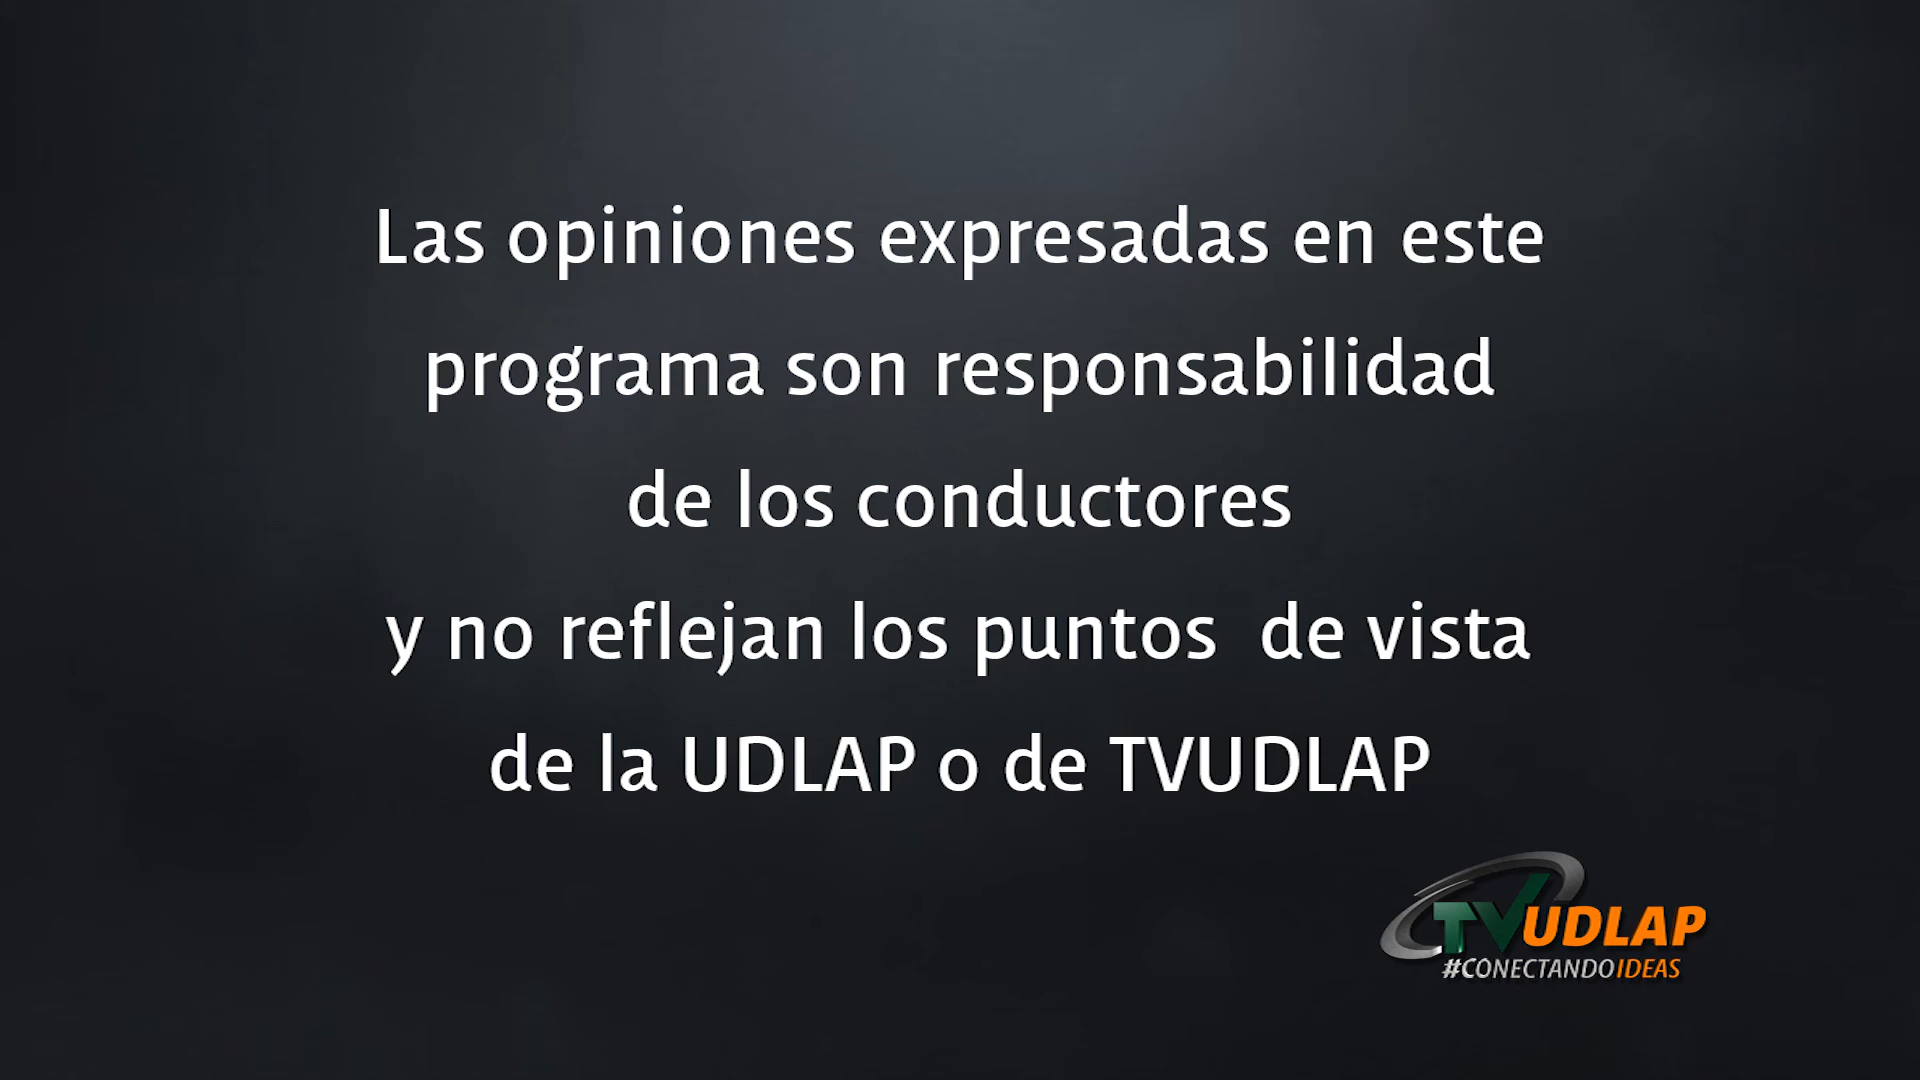 Las opiniones expresadas en este
programa son responsabilidad
de los conductores
y no reflejan los puntos  de vista
de la UDLAP o de TVUDLAP
TVUDLAP
#CONECTANDOIDEAS